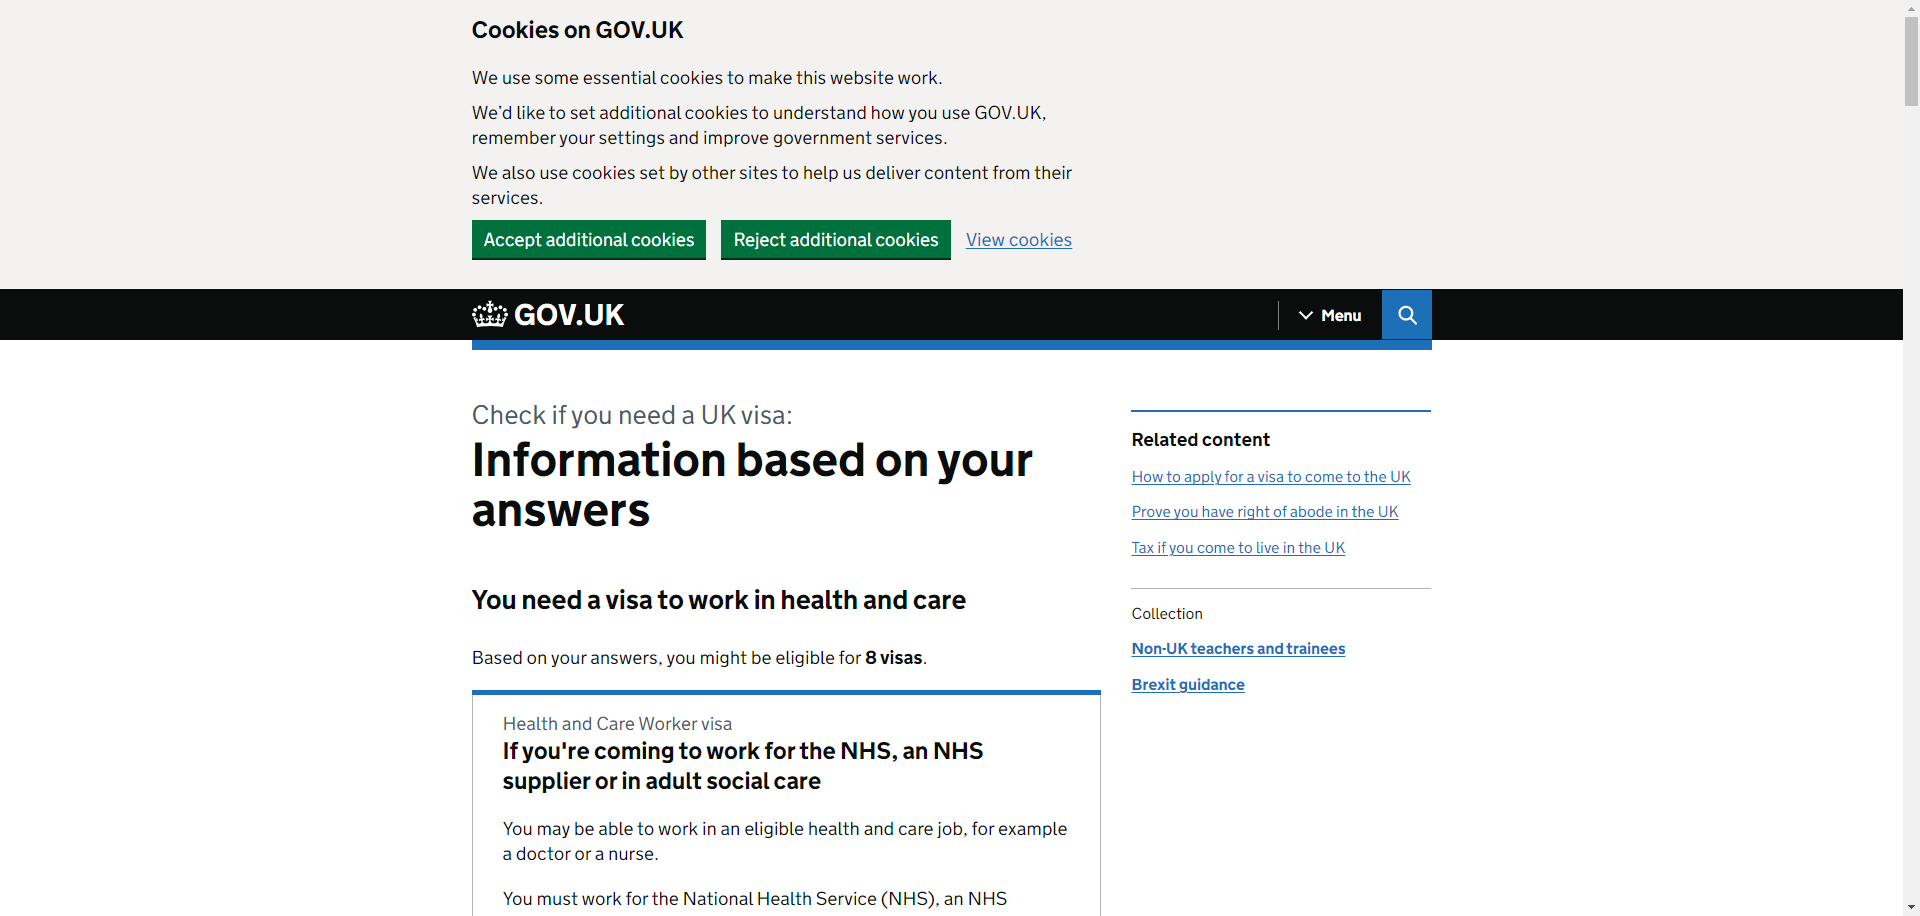 Cookies on GOV.UK
We use some essential cookies to make this website work.
We’d like to set additional cookies to understand how you use GOV.UK,
remember your settings and improve government services.
We also use cookies set by other sites to help us deliver content from their
services.
Accept additional cookies
Reject additional cookies
View cookies
GOV.UK
Menu
Check if you need a UK visa:
Information based on your
answers
You need a visa to work in health and care
Based on your answers, you might be eligible for 8 visas.
Health and Care Worker visa
If you're coming to work for the NHS, an NHS
supplier or in adult social care
You may be able to work in an eligible health and care job, for example
a doctor or a nurse.
You must work for the National Health Service (NHS), an NHS
Related content
How to apply for a visa to come to the UK
Prove you have right of abode in the UK
Tax if you come to live in the UK
Collection
Non-UK teachers and trainees
Brexit guidance